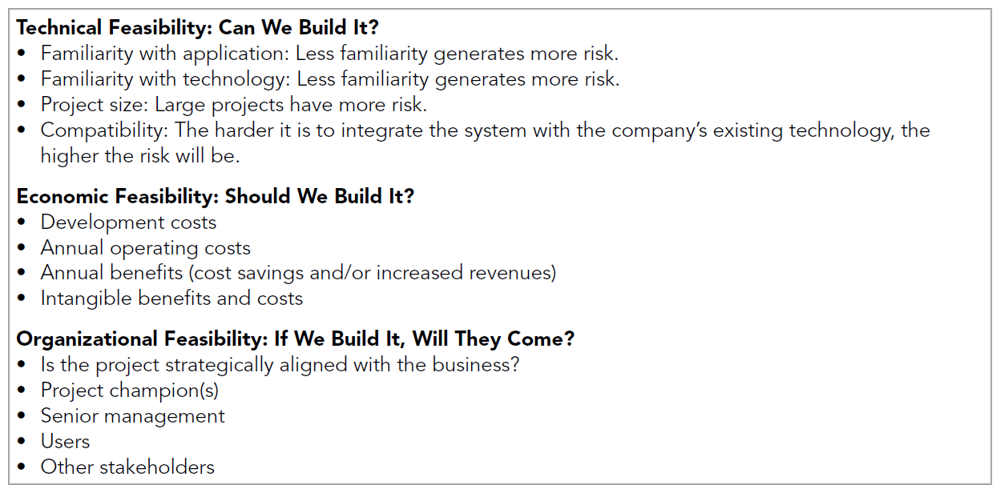 Technical Feasibility: Can We Build It?
• Familiarity with application: Less familiarity generates more risk.
• Familiarity with technology: Less familiarity generates more risk.
• Project size: Large projects have more risk.
• Compatibility: The harder it is to integrate the system with the company’s existing technology, the
higher the risk will be.
Economic Feasibility: Should We Build It?
• Development costs
• Annual operating costs
• Annual benefits (cost savings and/or increased revenues)
• Intangible benefits and costs
Organizational Feasibility: If We Build It, Will They Come?
• Is the project strategically aligned with the business?
• Project champion(s)
• Senior management
• Users
• Other stakeholders